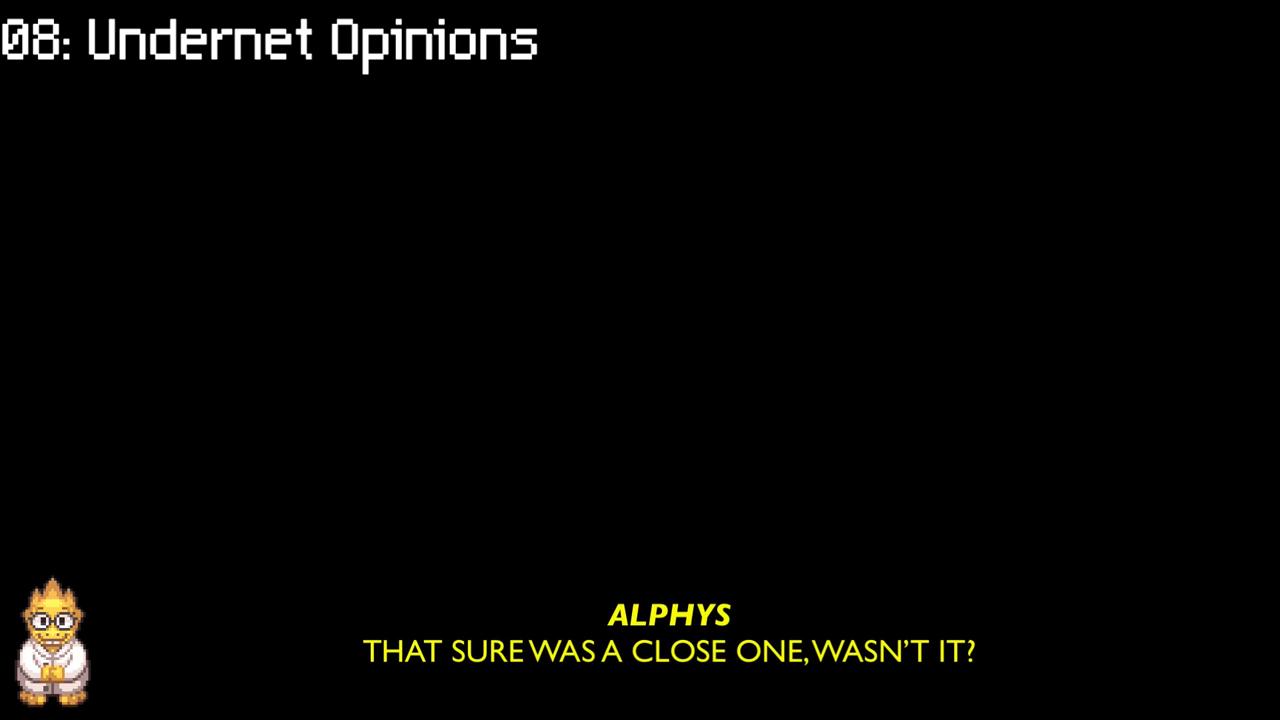 08: Undernet Opinions
ALPHYS
THAT SURE WAS A CLOSE ONE, WASN'T IT?